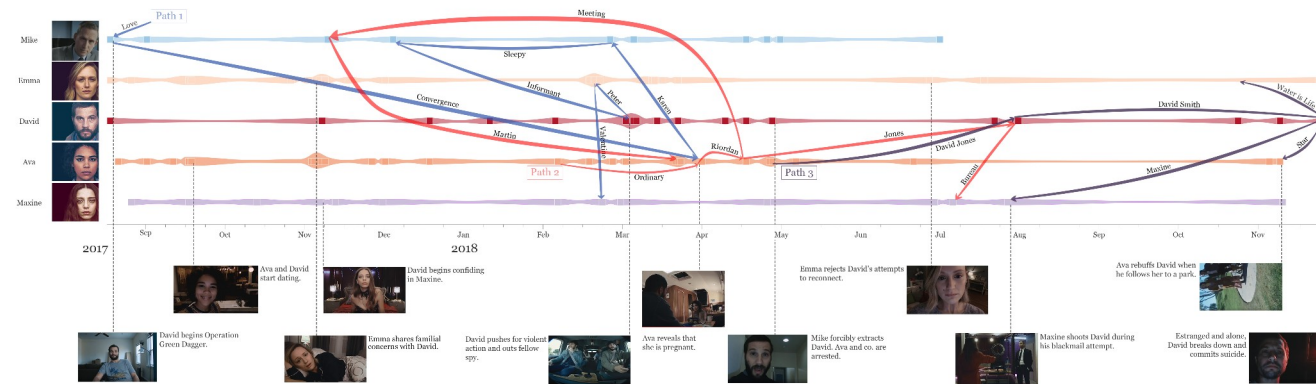 Meeting
Love
Path 1
Mike
Sleepy
Emma
Informant
Peter
Karen
Water is Life
Convergence
David Smith
David
Martin
Valentine
Jones
David Jones
Riordan
Star
Ava
Path 2
Ordinary
Path 3
Bureau
Maxine
Maxine
2017
Sep
Oct
Nov
Dec
Jan
Feb
Mar
Apr
May
Jun
Jul
Aug
Sep
Oct
Nov
2018
Ava and David
start dating.
David begins confiding
in Maxine.
Emma rejects David's attempts
to reconnect.
Ava rebuffs David when
he follows her to a park.
David begins Operation
Green Dagger.
Emma shares familial
concerns with David.
David pushes for violent
action and outs fellow
spy.
Ava reveals that
she is pregnant.
Mike forcibly extracts
David. Ava and co. are
arrested.
Maxine shoots David during
his blackmail attempt.
Estranged and alone,
David breaks down and
commits suicide.